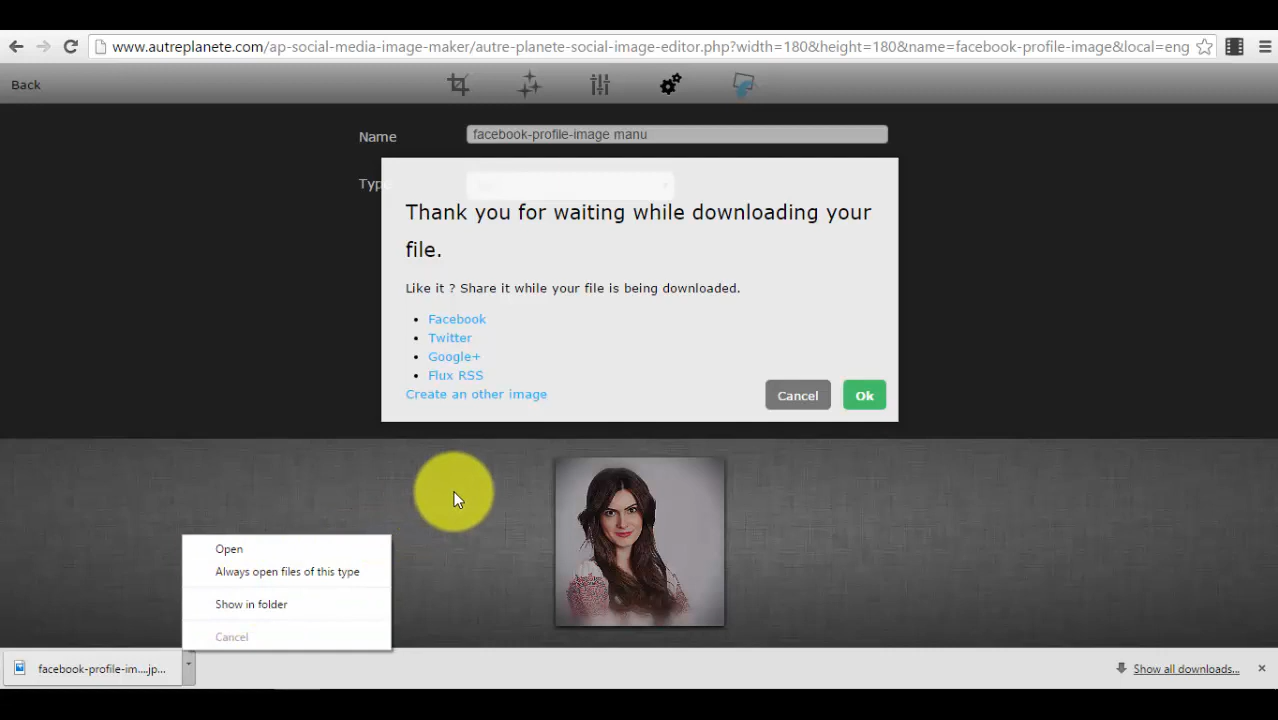 www.autreplanete.com/ap-social-media-image-maker/autre-planete-social-image-editor.php?width=180&height=180&name=facebook-profile-image&local=eng
Back
Name
facebook-profile-image manu
Type
Thank you for waiting while downloading your
file.
Like it ? Share it while your file is being downloaded.
Facebook
Twitter
Google+
Flux RSS
Create an other image
Cancel
Ok
Open
Always open files of this type
Show in folder
Cancel
facebook-profile-im....jp...
Show all downloads...